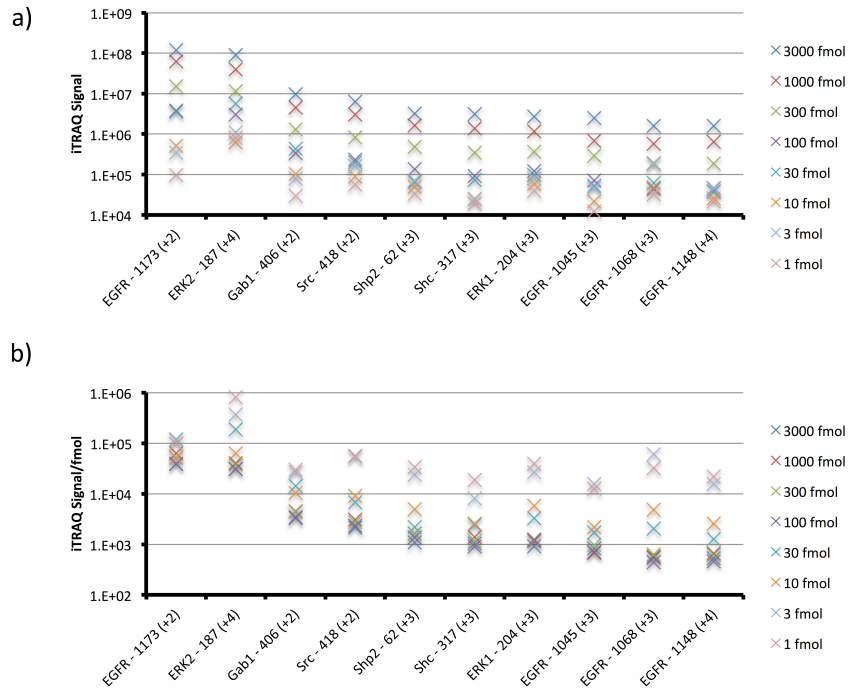 a)
1.E+09
1.E+08
1.E+07
1.E+06
1.E+05
1.E+04
iTRAQ Signal
EGFR - 1173 (+2)
ERK2 - 187 (+4)
Gab1 - 406 (+2)
Src - 418 (+2)
Shp2 - 62 (+3)
Shc - 317 (+3)
ERK1 - 204 (+3)
EGFR - 1045 (+3)
EGFR - 1068 (+3)
EGFR - 1148 (+4)
3000 fmol
1000 fmol
300 fmol
100 fmol
30 fmol
10 fmol
3 fmol
1 fmol
b)
1.E+06
1.E+05
1.E+04
1.E+03
1.E+02
iTRAQ Signal/fmol
EGFR - 1173 (+2)
ERK2 - 187 (+4)
Gab1 - 406 (+2)
Src - 418 (+2)
Shp2 - 62 (+3)
Shc - 317 (+3)
ERK1 - 204 (+3)
EGFR - 1045 (+3)
EGFR - 1068 (+3)
EGFR - 1148 (+4)
3000 fmol
1000 fmol
300 fmol
100 fmol
30 fmol
10 fmol
3 fmol
1 fmol